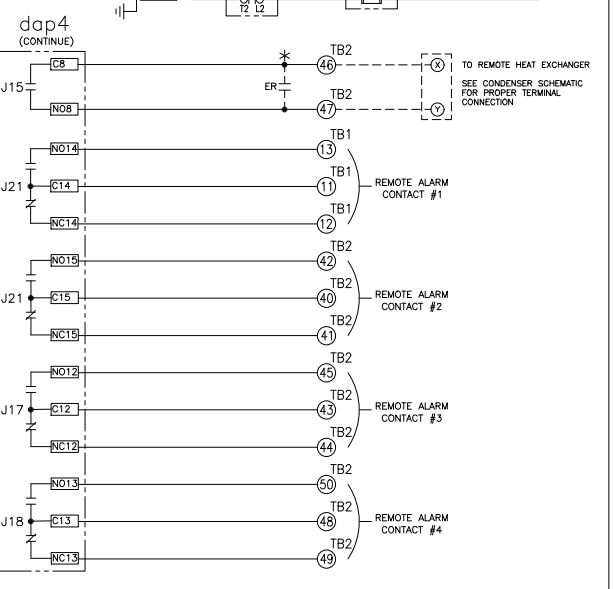 T2 L2
dap4
(CONTINUE)
J15
C8
TB2
46
X
TO REMOTE HEAT EXCHANGER
ER
SEE CONDENSER SCHEMATIC
FOR PROPER TERMINAL
CONNECTION
NO8
TB2
47
Y
J21
NO14
TB1
13
C14
TB1
11
REMOTE ALARM
CONTACT #1
NC14
TB1
12
J21
NO15
TB2
42
C15
TB2
40
REMOTE ALARM
CONTACT #2
NC15
TB2
41
J17
NO12
TB2
45
C12
TB2
43
REMOTE ALARM
CONTACT #3
NC12
TB2
44
J18
NO13
TB2
50
C13
TB2
48
REMOTE ALARM
CONTACT #4
NC13
TB2
49